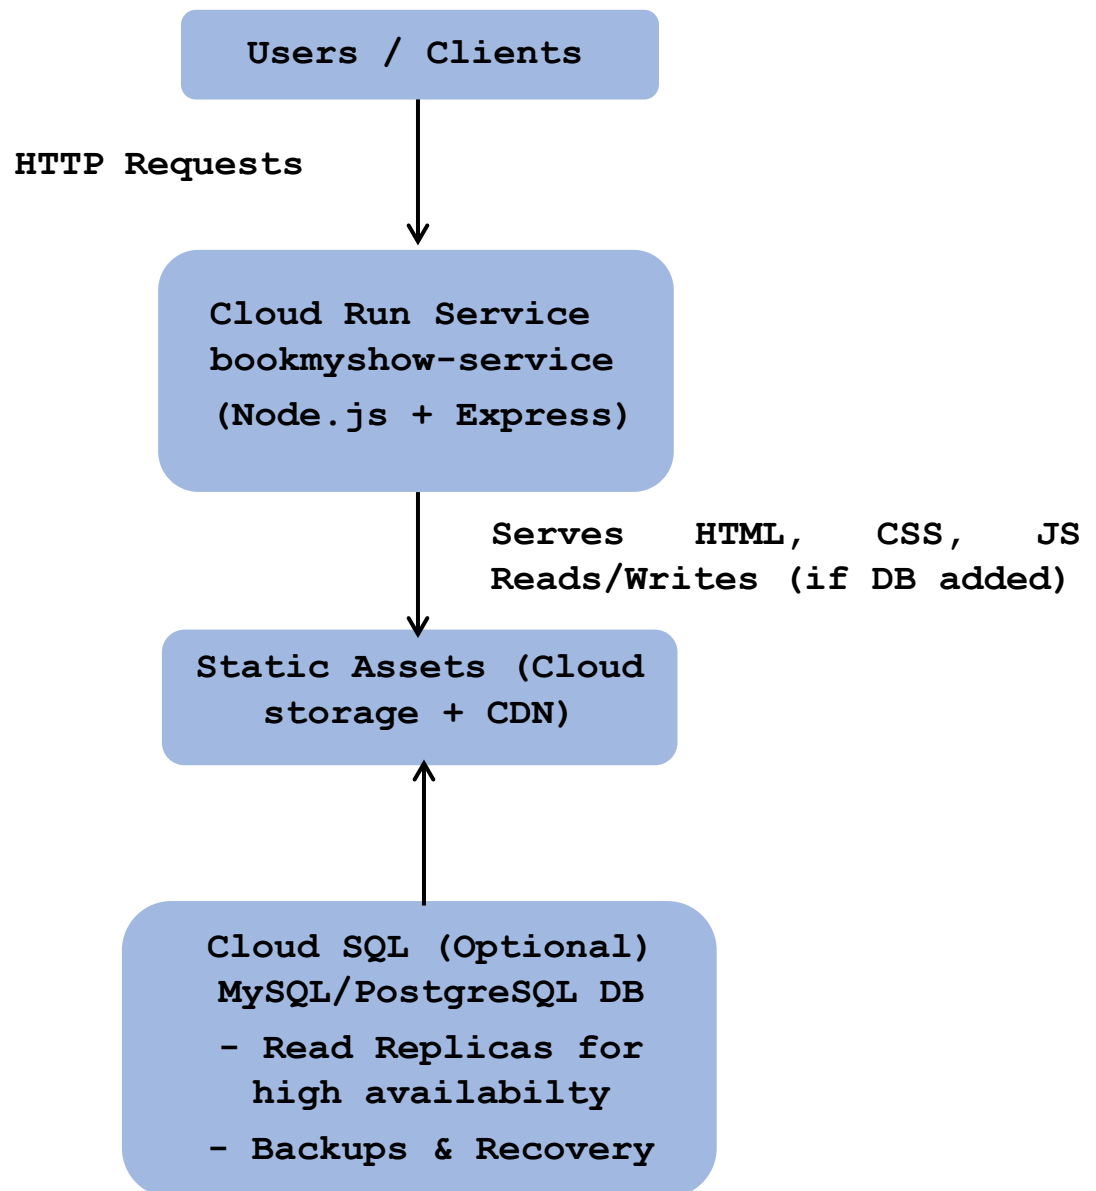 Users / Clients
HTTP Requests
Cloud Run Service
bookmyshow-service
(Node.js + Express)
Serves HTML, CSS, JS
Reads/Writes (if DB added)
Static Assets (Cloud
storage + CDN)
Cloud SQL (Optional)
MySQL/PostgreSQL DB
- Read Replicas for
high availabilty
- Backups & Recovery